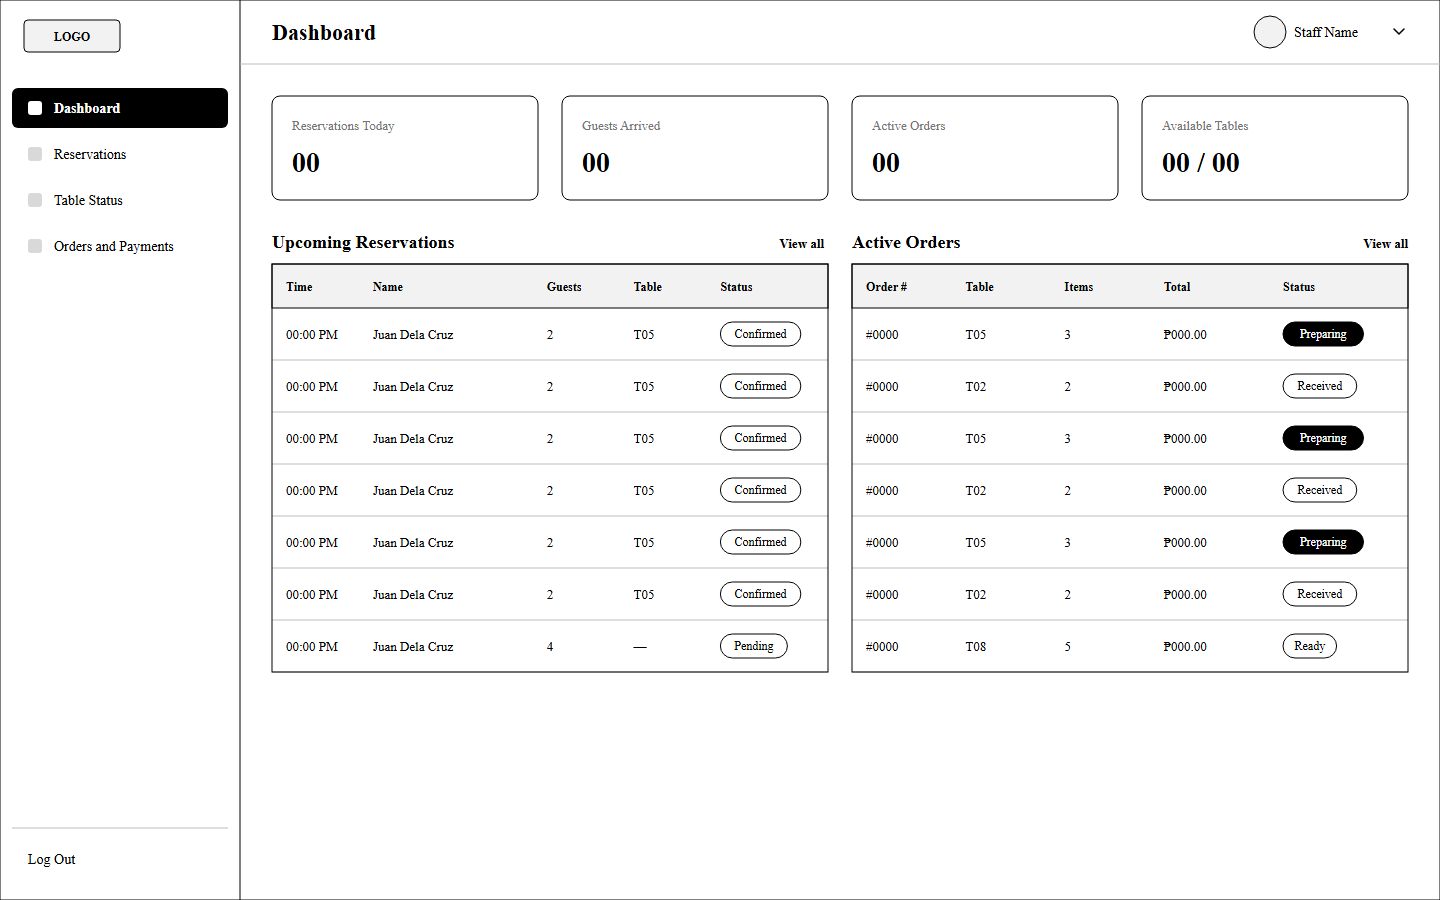 LOGO
Dashboard
Staff Name
Dashboard
Reservations
Table Status
Orders and Payments
Log Out
Reservations Today
00
Guests Arrived
00
Active Orders
00
Available Tables
00 / 00
Upcoming Reservations View all
Time Name Guests Table Status
00:00 PM Juan Dela Cruz 2 T05 Confirmed
00:00 PM Juan Dela Cruz 2 T05 Confirmed
00:00 PM Juan Dela Cruz 2 T05 Confirmed
00:00 PM Juan Dela Cruz 2 T05 Confirmed
00:00 PM Juan Dela Cruz 2 T05 Confirmed
00:00 PM Juan Dela Cruz 2 T05 Confirmed
00:00 PM Juan Dela Cruz 4 — Pending
Active Orders View all
Order # Table Items Total Status
#0000 T05 3 ₱000.00 Preparing
#0000 T02 2 ₱000.00 Received
#0000 T05 3 ₱000.00 Preparing
#0000 T02 2 ₱000.00 Received
#0000 T05 3 ₱000.00 Preparing
#0000 T02 2 ₱000.00 Received
#0000 T08 5 ₱000.00 Ready